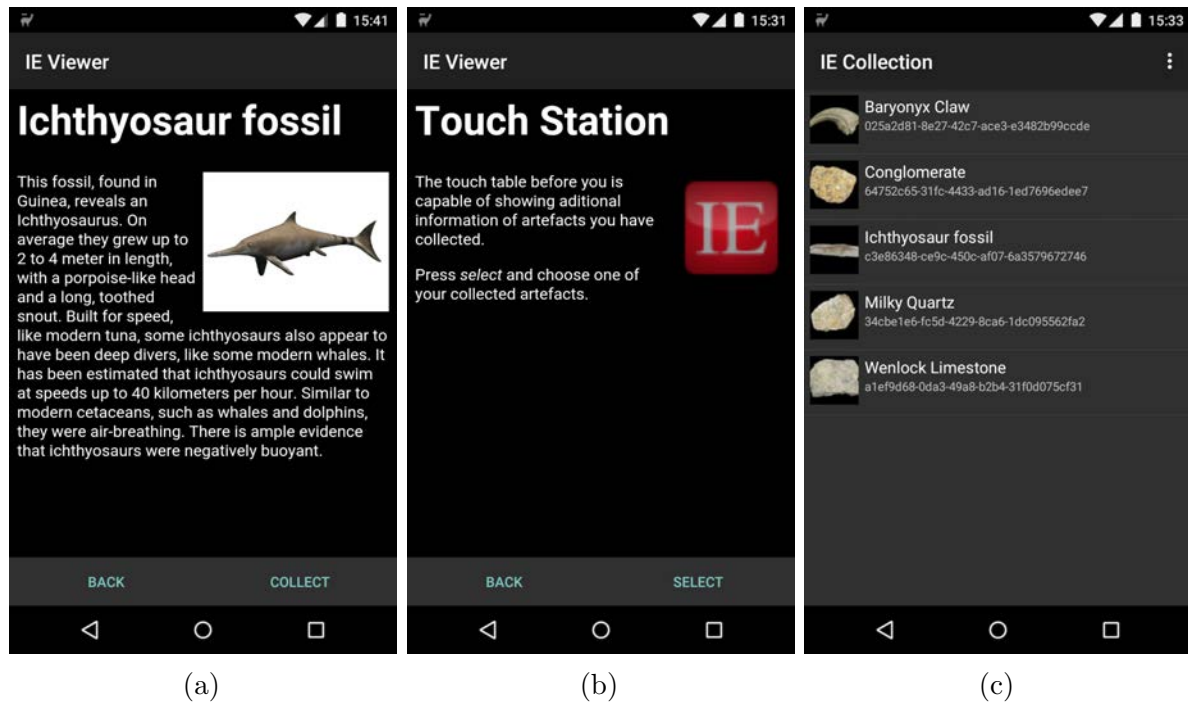 15:41
IE Viewer
Ichthyosaur fossil
This fossil, found in
Guinea, reveals an
Ichthyosaurus. On
average they grew up to
2 to 4 meter in length,
with a porpoise-like head
and a long, toothed
snout. Built for speed,
like modern tuna, some ichthyosaurs also appear to
have been deep divers, like some modern whales. It
has been estimated that ichthyosaurs could swim
at speeds up to 40 kilometers per hour. Similar to
modern cetaceans, such as whales and dolphins,
they were air-breathing. There is ample evidence
that ichthyosaurs were negatively buoyant.
BACK COLLECT
(a)
15:31
IE Viewer
Touch Station
The touch table before you is
capable of showing aditional
information of artefacts you have
collected.
Press select and choose one of
your collected artefacts.
IE
BACK SELECT
(b)
15:33
IE Collection
Baryonyx Claw
025a2d81-8e27-42c7-ace3-e3482b99ccde
Conglomerate
64752c65-31fc-4433-ad16-1ed7696edee7
Ichthyosaur fossil
c3e86348-ce9c-450c-af07-6a3579672746
Milky Quartz
34cbe1e6-fc5d-4229-8ca6-1dc095562fa2
Wenlock Limestone
a1ef9d68-0da3-49a8-b2b4-31f0d075cf31
(c)